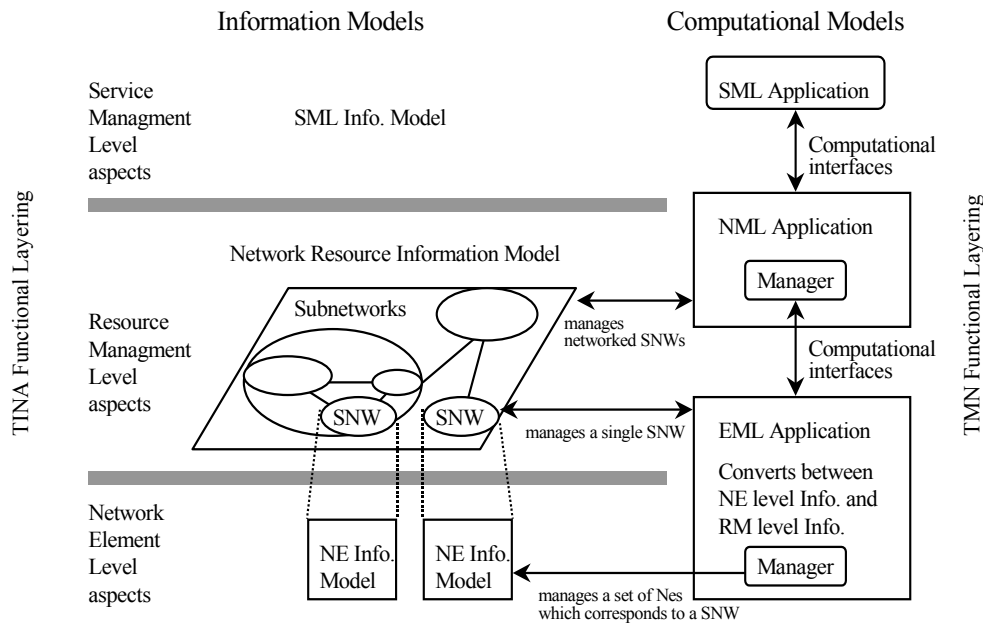 Information Models
Computational Models
TINA Functional Layering
TMN Functional Layering
Service
Managment
Level
aspects
SML Info. Model
SML Application
Computational
interfaces
NML Application
Manager
Network Resource Information Model
Subnetworks
SNW
SNW
manages
networked SNWs
Resource
Managment
Level
aspects
Computational
interfaces
manages a single SNW
EML Application
Converts between
NE level Info. and
RM level Info.
Manager
Network
Element
Level
aspects
NE Info.
Model
NE Info.
Model
manages a set of Nes
which corresponds to a SNW